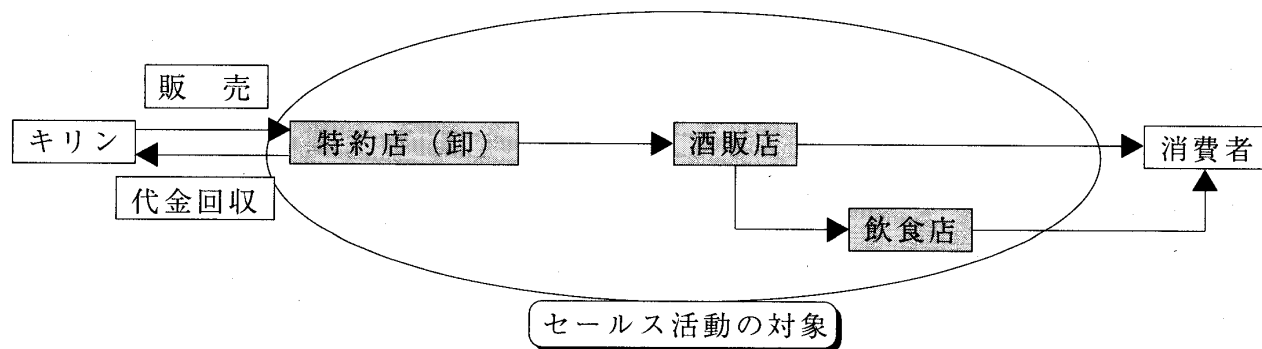 販 売
キリン
特約店（卸）
酒販店
消費者
代金回収
飲食店
セールス活動の対象